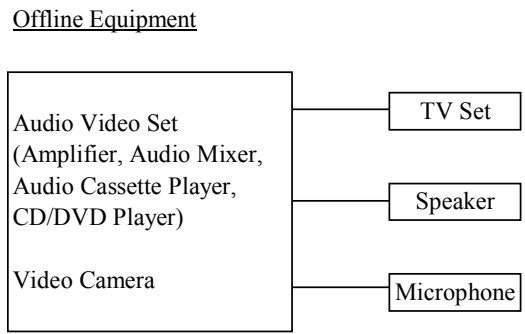 Offline Equipment
Audio Video Set
(Amplifier, Audio Mixer,
Audio Cassette Player,
CD/DVD Player)
Video Camera
TV Set
Speaker
Microphone